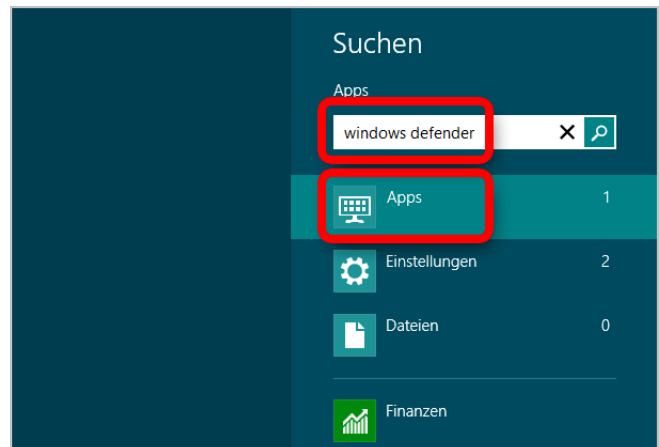 Suchen
Apps
windows defender
Apps 1
Einstellungen 2
Dateien 0
Finanzen